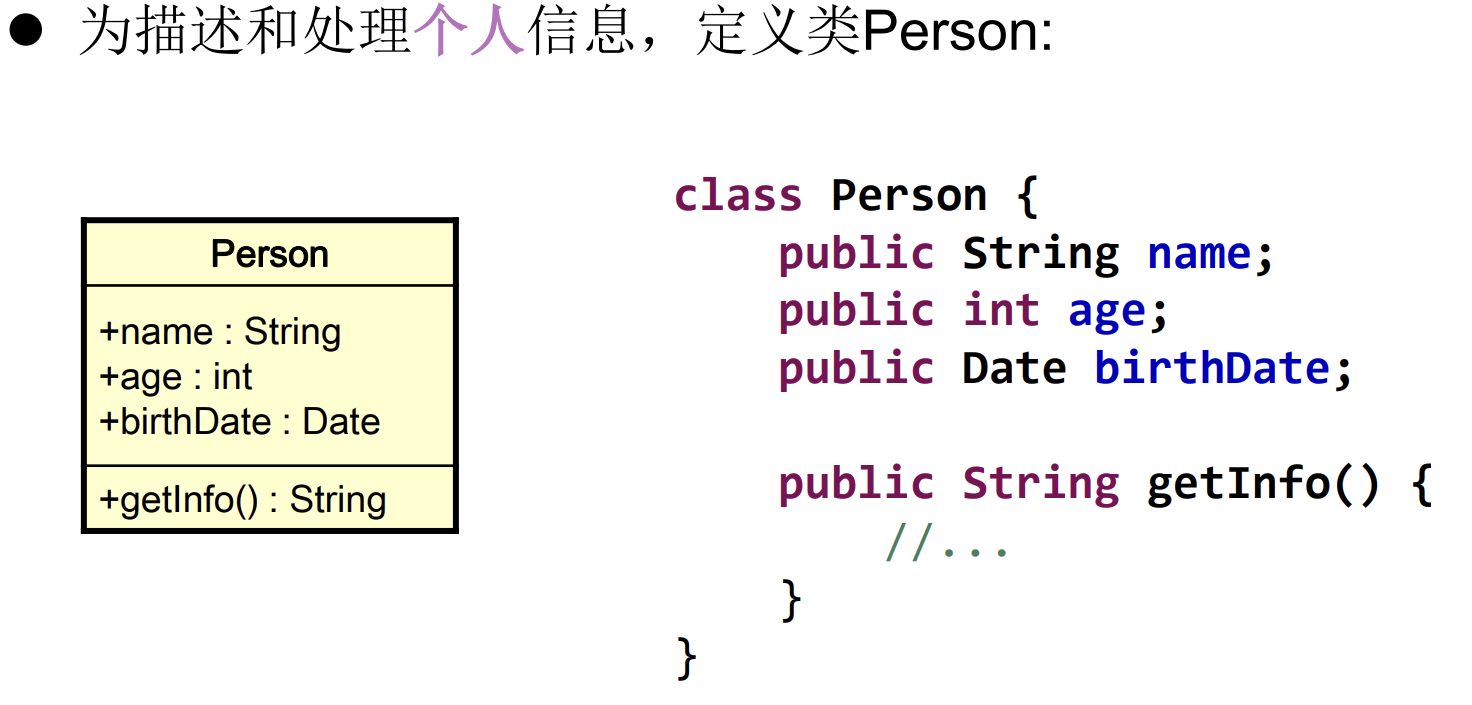 ● 为描述和处理个人信息，定义类Person:
Person
+name : String
+age : int
+birthDate : Date
+getInfo() : String
class Person {
    public String name;
    public int age;
    public Date birthDate;
    public String getInfo() {
        //...
    }
}